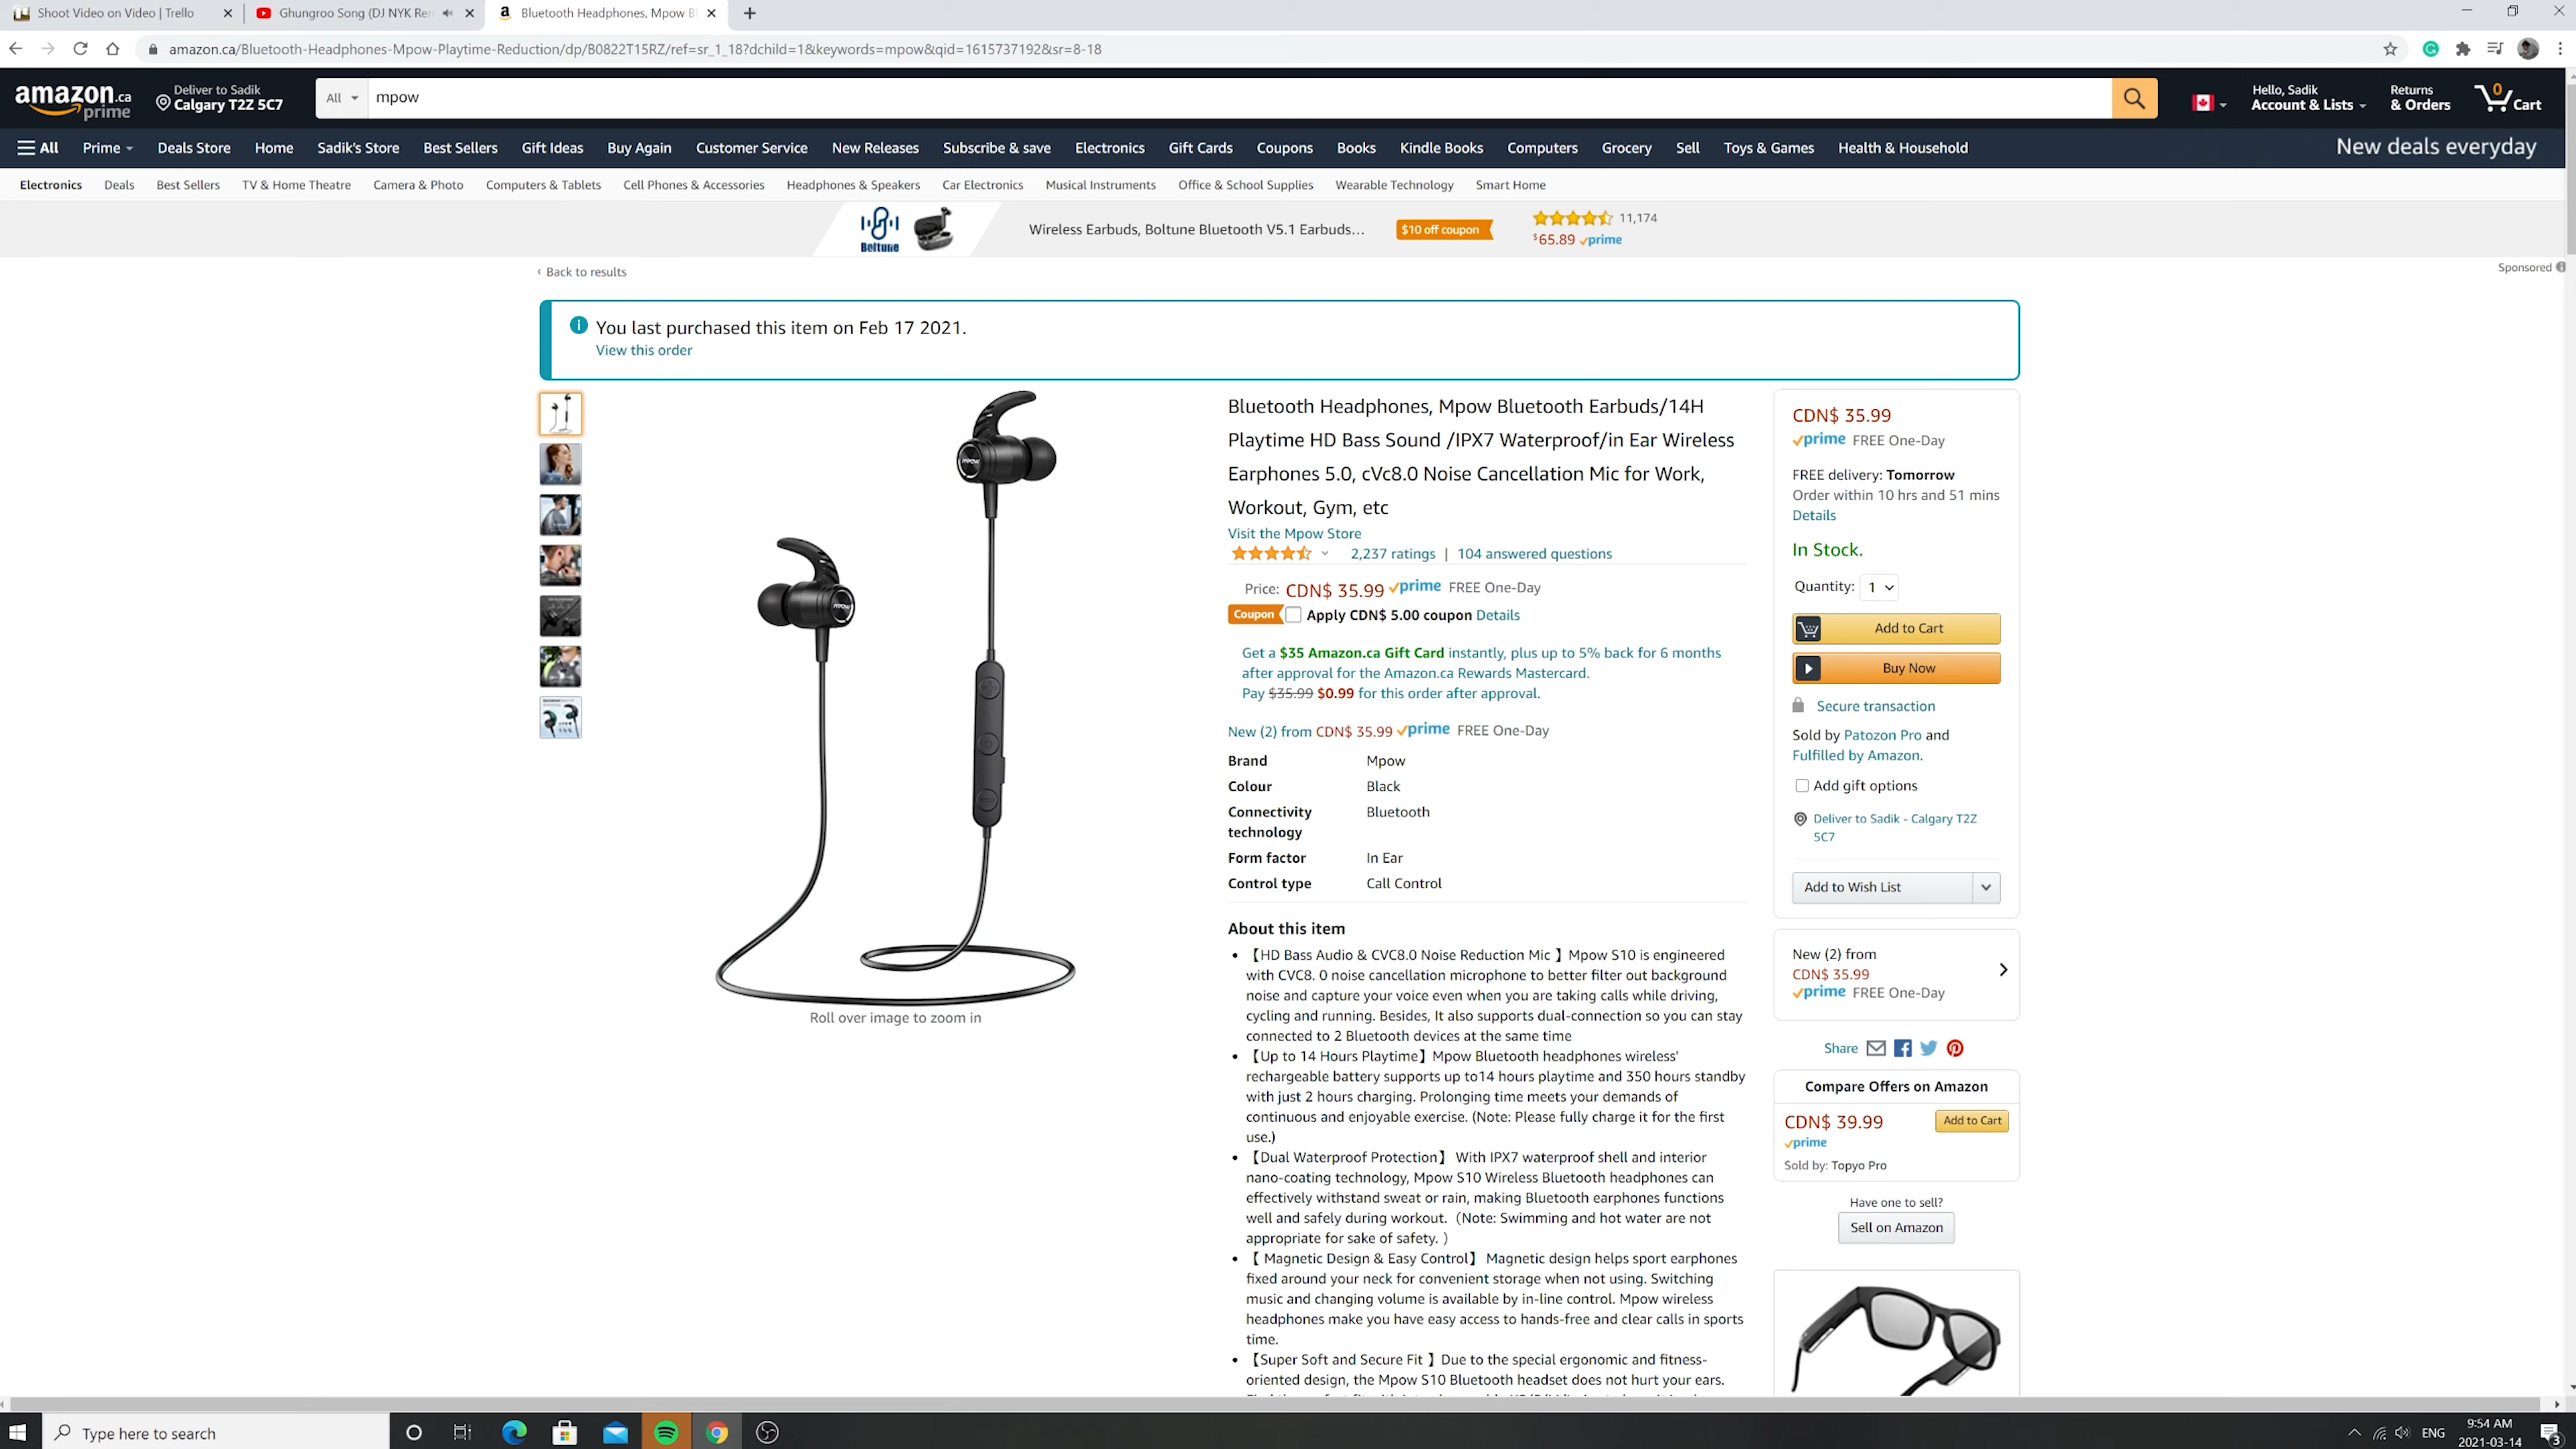 Shoot Video on Video | Trello
Ghungroo Song (DJ NYK Re
Bluetooth Headphones, Mpow B
amazon.ca/Bluetooth-Headphones-Mpow-Playtime-Reduction/dp/B0822T15RZ/ref=sr_1_18?dchild=1&keywords=mpow&qid=1615737192&sr=8-18
amazon.ca
prime
Deliver to Sadik
Calgary T2Z 5C7
All
mpow
Hello, Sadik
Account & Lists
Returns
& Orders
0
Cart
All Prime Deals Store Home Sadik's Store Best Sellers Gift Ideas Buy Again Customer Service New Releases Subscribe & save Electronics Gift Cards Coupons Books Kindle Books Computers Grocery Sell Toys & Games Health & Household
New deals everyday
Electronics Deals Best Sellers TV & Home Theatre Camera & Photo Computers & Tablets Cell Phones & Accessories Headphones & Speakers Car Electronics Musical Instruments Office & School Supplies Wearable Technology Smart Home
Boltune
Wireless Earbuds, Boltune Bluetooth V5.1 Earbuds...
$10 off coupon
11,174
$65.89 prime
Sponsored
‹ Back to results
You last purchased this item on Feb 17 2021.
View this order
MPOW
MPOW
Roll over image to zoom in
Bluetooth Headphones, Mpow Bluetooth Earbuds/14H
Playtime HD Bass Sound /IPX7 Waterproof/in Ear Wireless
Earphones 5.0, cVc8.0 Noise Cancellation Mic for Work,
Workout, Gym, etc
Visit the Mpow Store
2,237 ratings | 104 answered questions
Price: CDN$ 35.99 prime FREE One-Day
Coupon Apply CDN$ 5.00 coupon Details
Get a $35 Amazon.ca Gift Card instantly, plus up to 5% back for 6 months
after approval for the Amazon.ca Rewards Mastercard.
Pay $35.99 $0.99 for this order after approval.
New (2) from CDN$ 35.99 prime FREE One-Day
Brand Mpow
Colour Black
Connectivity technology Bluetooth
Form factor In Ear
Control type Call Control
About this item
• 【HD Bass Audio & CVC8.0 Noise Reduction Mic 】Mpow S10 is engineered
with CVC8. 0 noise cancellation microphone to better filter out background
noise and capture your voice even when you are taking calls while driving,
cycling and running. Besides, It also supports dual-connection so you can stay
connected to 2 Bluetooth devices at the same time
• 【Up to 14 Hours Playtime】Mpow Bluetooth headphones wireless'
rechargeable battery supports up to14 hours playtime and 350 hours standby
with just 2 hours charging. Prolonging time meets your demands of
continuous and enjoyable exercise. (Note: Please fully charge it for the first
use.)
• 【Dual Waterproof Protection】 With IPX7 waterproof shell and interior
nano-coating technology, Mpow S10 Wireless Bluetooth headphones can
effectively withstand sweat or rain, making Bluetooth earphones functions
well and safely during workout.（Note: Swimming and hot water are not
appropriate for sake of safety. ）
• 【 Magnetic Design & Easy Control】 Magnetic design helps sport earphones
fixed around your neck for convenient storage when not using. Switching
music and changing volume is available by in-line control. Mpow wireless
headphones make you have easy access to hands-free and clear calls in sports
time.
• 【Super Soft and Secure Fit 】Due to the special ergonomic and fitness-
oriented design, the Mpow S10 Bluetooth headset does not hurt your ears.
CDN$ 35.99
prime FREE One-Day
FREE delivery: Tomorrow
Order within 10 hrs and 51 mins
Details
In Stock.
Quantity: 1
Add to Cart
Buy Now
Secure transaction
Sold by Patozon Pro and
Fulfilled by Amazon.
Add gift options
Deliver to Sadik - Calgary T2Z
5C7
Add to Wish List
New (2) from
CDN$ 35.99
prime FREE One-Day
Share
Compare Offers on Amazon
CDN$ 39.99
Add to Cart
prime
Sold by: Topyo Pro
Have one to sell?
Sell on Amazon
Type here to search
ENG
9:54 AM
2021-03-14
3